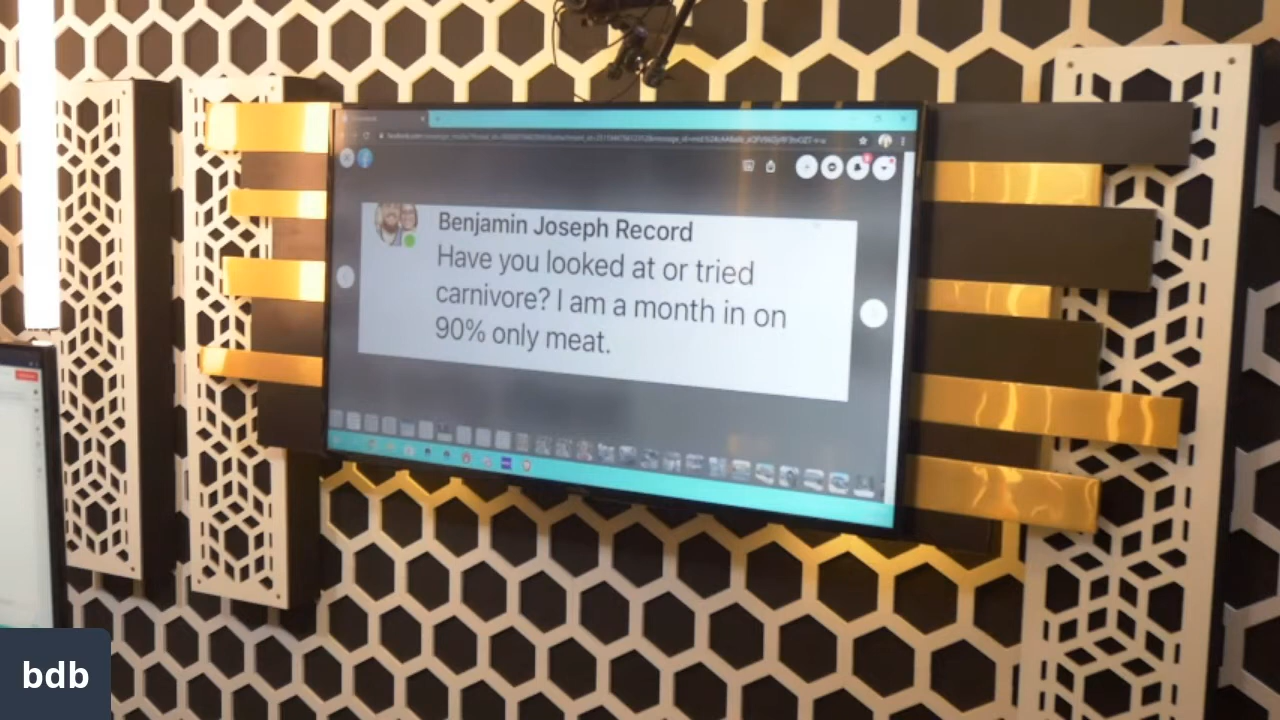 Benjamin Joseph Record
Have you looked at or tried
carnivore? I am a month in on
90% only meat.
bdb